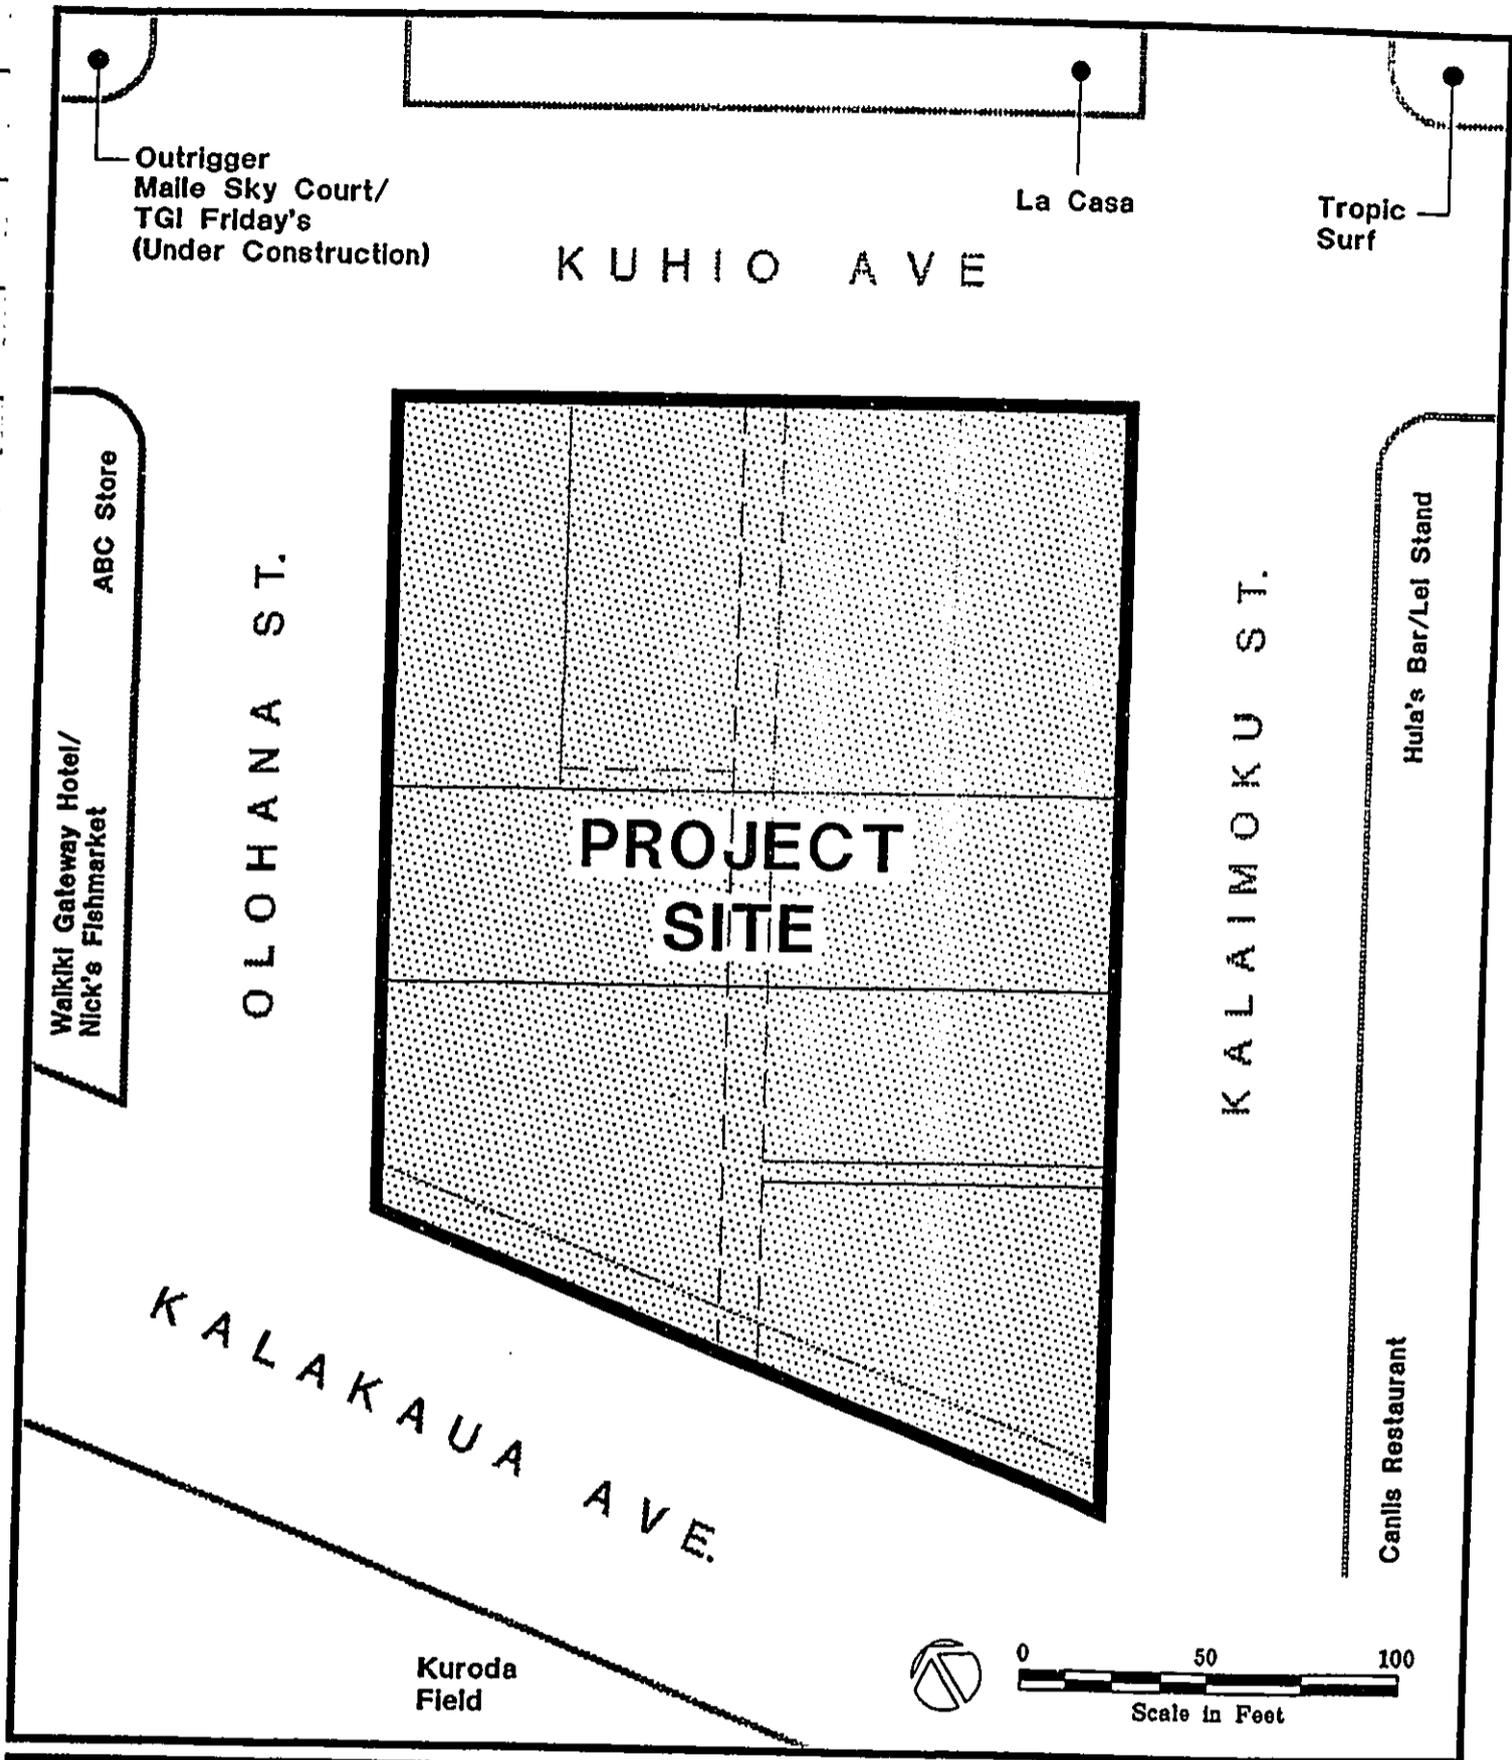 Outrigger
Maile Sky Court/
TGI Friday's
(Under Construction)
La Casa
Tropic
Surf
KUHIO AVE
ABC Store
Waikiki Gateway Hotel/
Nick's Fishmarket
OLOHANA ST.
PROJECT
SITE
KALAIMOKU ST.
Hula's Bar/Lei Stand
Canlis Restaurant
KALAKAUA AVE.
Kuroda
Field
0 50 100
Scale in Feet